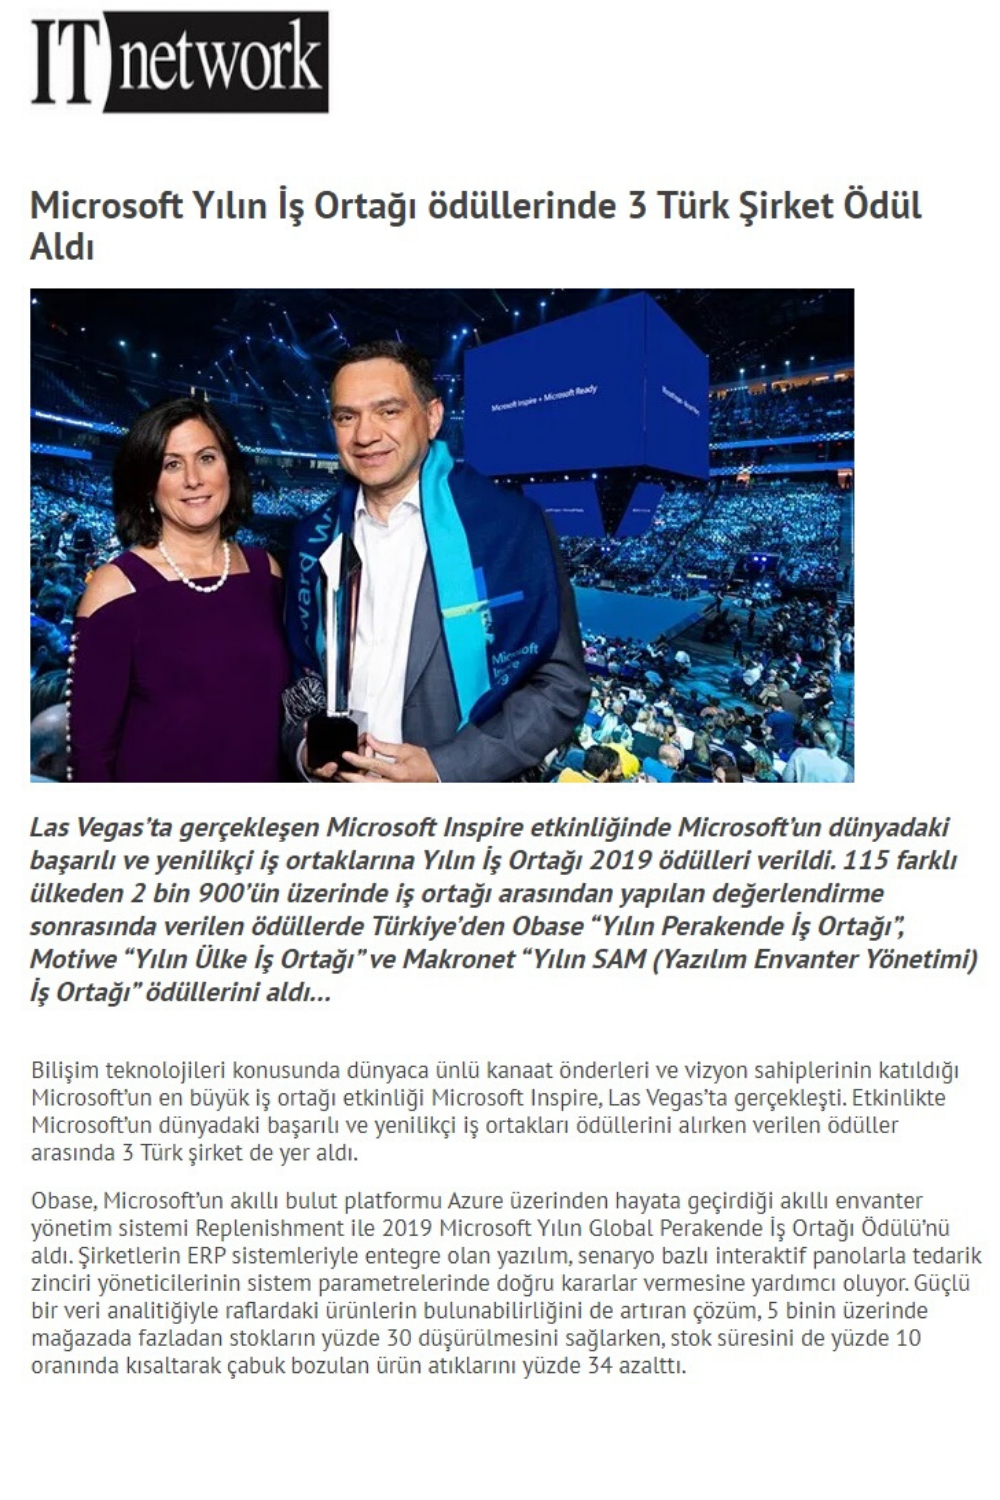 IT network
Microsoft Yılın İş Ortağı ödüllerinde 3 Türk Şirket Ödül
Aldı
Microsoft Inspire + Microsoft Ready
Microsoft
Las Vegas’ta gerçekleşen Microsoft Inspire etkinliğinde Microsoft’un dünyadaki
başarılı ve yenilikçi iş ortaklarına Yılın İş Ortağı 2019 ödülleri verildi. 115 farklı
ülkeden 2 bin 900’ün üzerinde iş ortağı arasından yapılan değerlendirme
sonrasında verilen ödüllerde Türkiye’den Obase “Yılın Perakende İş Ortağı”,
Motiwe “Yılın Ülke İş Ortağı” ve Makronet “Yılın SAM (Yazılım Envanter Yönetimi)
İş Ortağı” ödüllerini aldı...
Bilişim teknolojileri konusunda dünyaca ünlü kanaat önderleri ve vizyon sahiplerinin katıldığı
Microsoft’un en büyük iş ortağı etkinliği Microsoft Inspire, Las Vegas’ta gerçekleşti. Etkinlikte
Microsoft’un dünyadaki başarılı ve yenilikçi iş ortakları ödüllerini alırken verilen ödüller
arasında 3 Türk şirket de yer aldı.
Obase, Microsoft’un akıllı bulut platformu Azure üzerinden hayata geçirdiği akıllı envanter
yönetim sistemi Replenishment ile 2019 Microsoft Yılın Global Perakende İş Ortağı Ödülü’nü
aldı. Şirketlerin ERP sistemleriyle entegre olan yazılım, senaryo bazlı interaktif panolarla tedarik
zinciri yöneticilerinin sistem parametrelerinde doğru kararlar vermesine yardımcı oluyor. Güçlü
bir veri analitiğiyle raflardaki ürünlerin bulunabilirliğini de artıran çözüm, 5 binin üzerinde
mağazada fazladan stokların yüzde 30 düşürülmesini sağlarken, stok süresini de yüzde 10
oranında kısaltarak çabuk bozulan ürün atıklarını yüzde 34 azalttı.